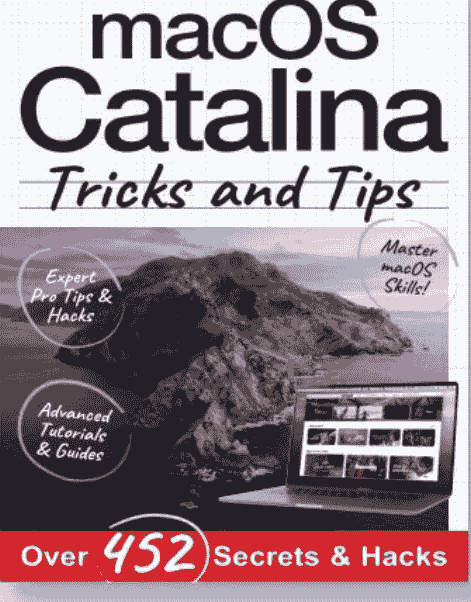 macOS
Catalina
Tricks and Tips
Master
macOS
Skills!
Expert
Pro Tips &
Hacks
Advanced
Tutorials
& Guides
Over 452 Secrets & Hacks